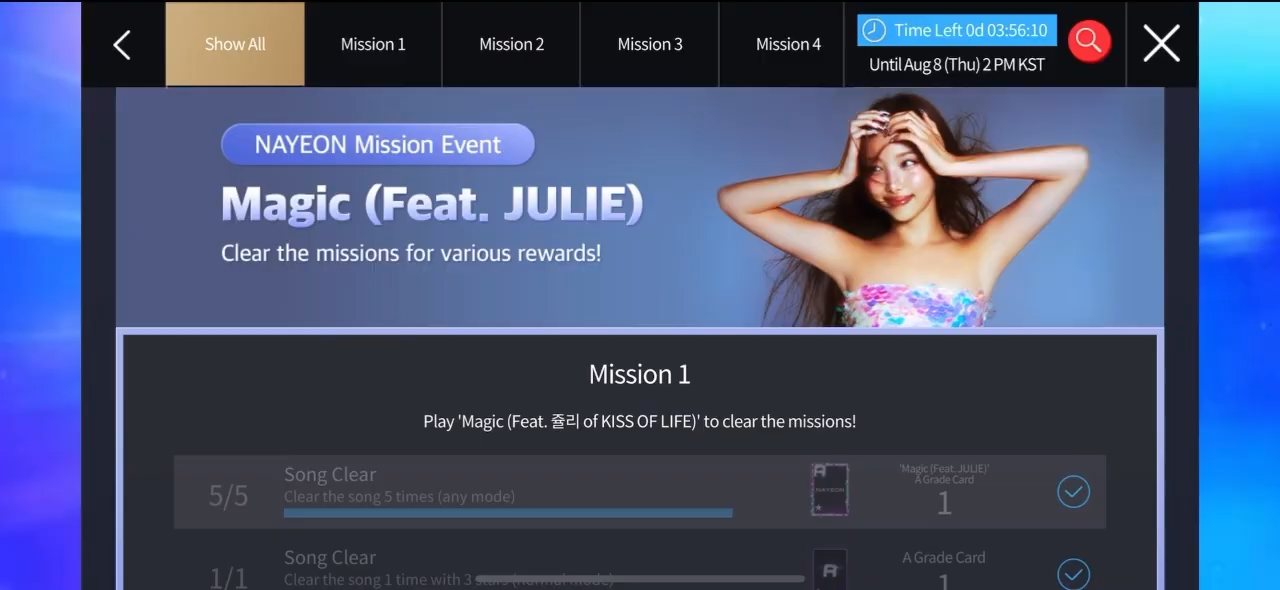 Show All
Mission 1
Mission 2
Mission 3
Mission 4
Time Left 0d 03:56:10
Until Aug 8 (Thu) 2 PM KST
NAYEON Mission Event
Magic (Feat. JULIE)
Clear the missions for various rewards!
Mission 1
Play 'Magic (Feat. 쥴리 of KISS OF LIFE)' to clear the missions!
5/5
Song Clear
Clear the song 5 times (any mode)
R
NAYEON
'Magic (Feat. JULIE)'
A Grade Card
1
1/1
Song Clear
Clear the song 1 time with 3 stars (Normal mode)
R
A Grade Card
1